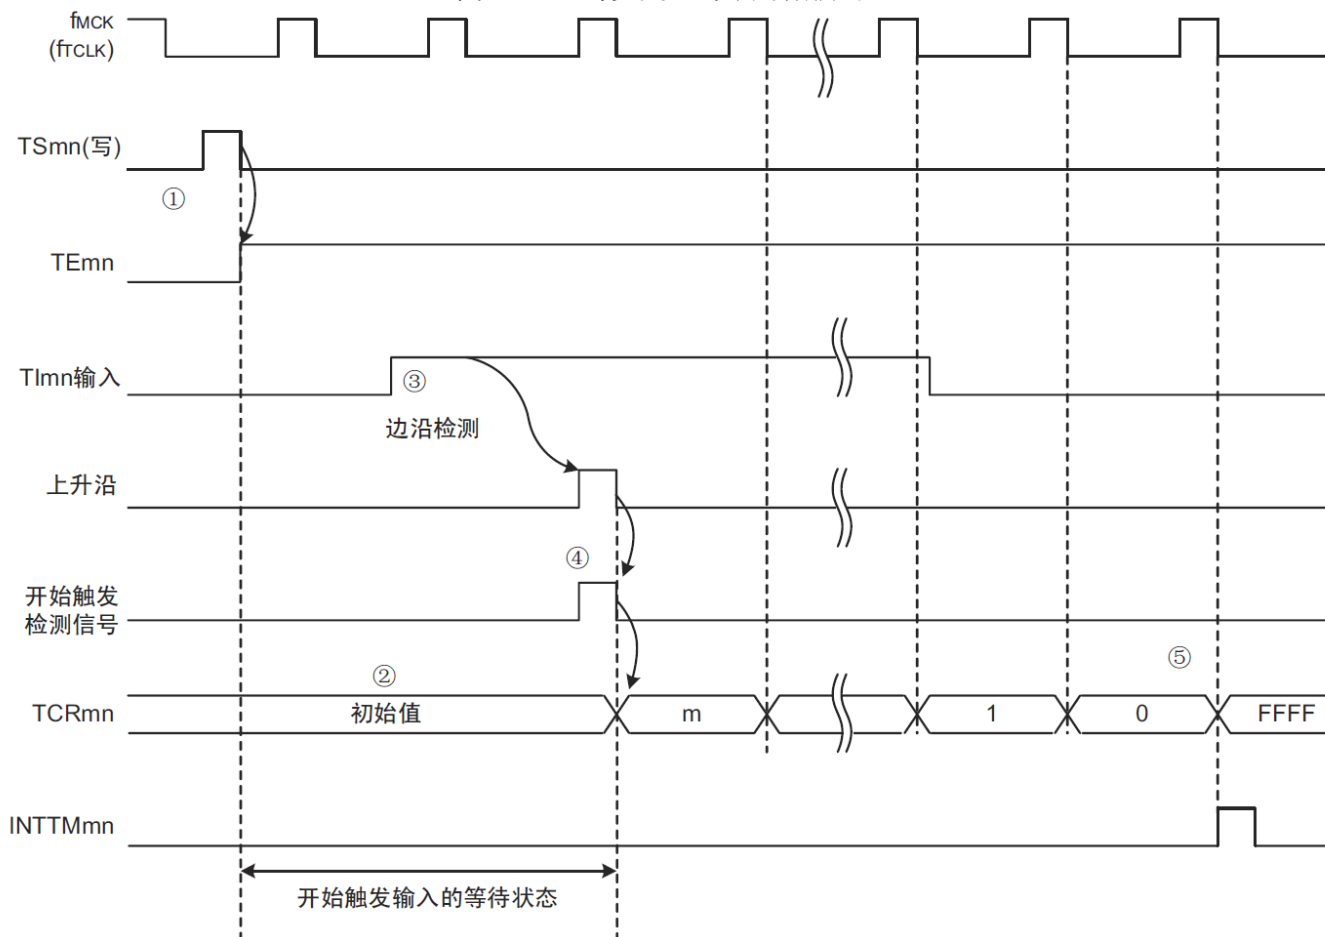 fMCK
(fTCLK)
TSmn(写)
①
TEmn
TImn输入
③
边沿检测
上升沿
④
开始触发
检测信号
②
⑤
TCRmn
初始值
m
1
0
FFFF
INTTMmn
开始触发输入的等待状态